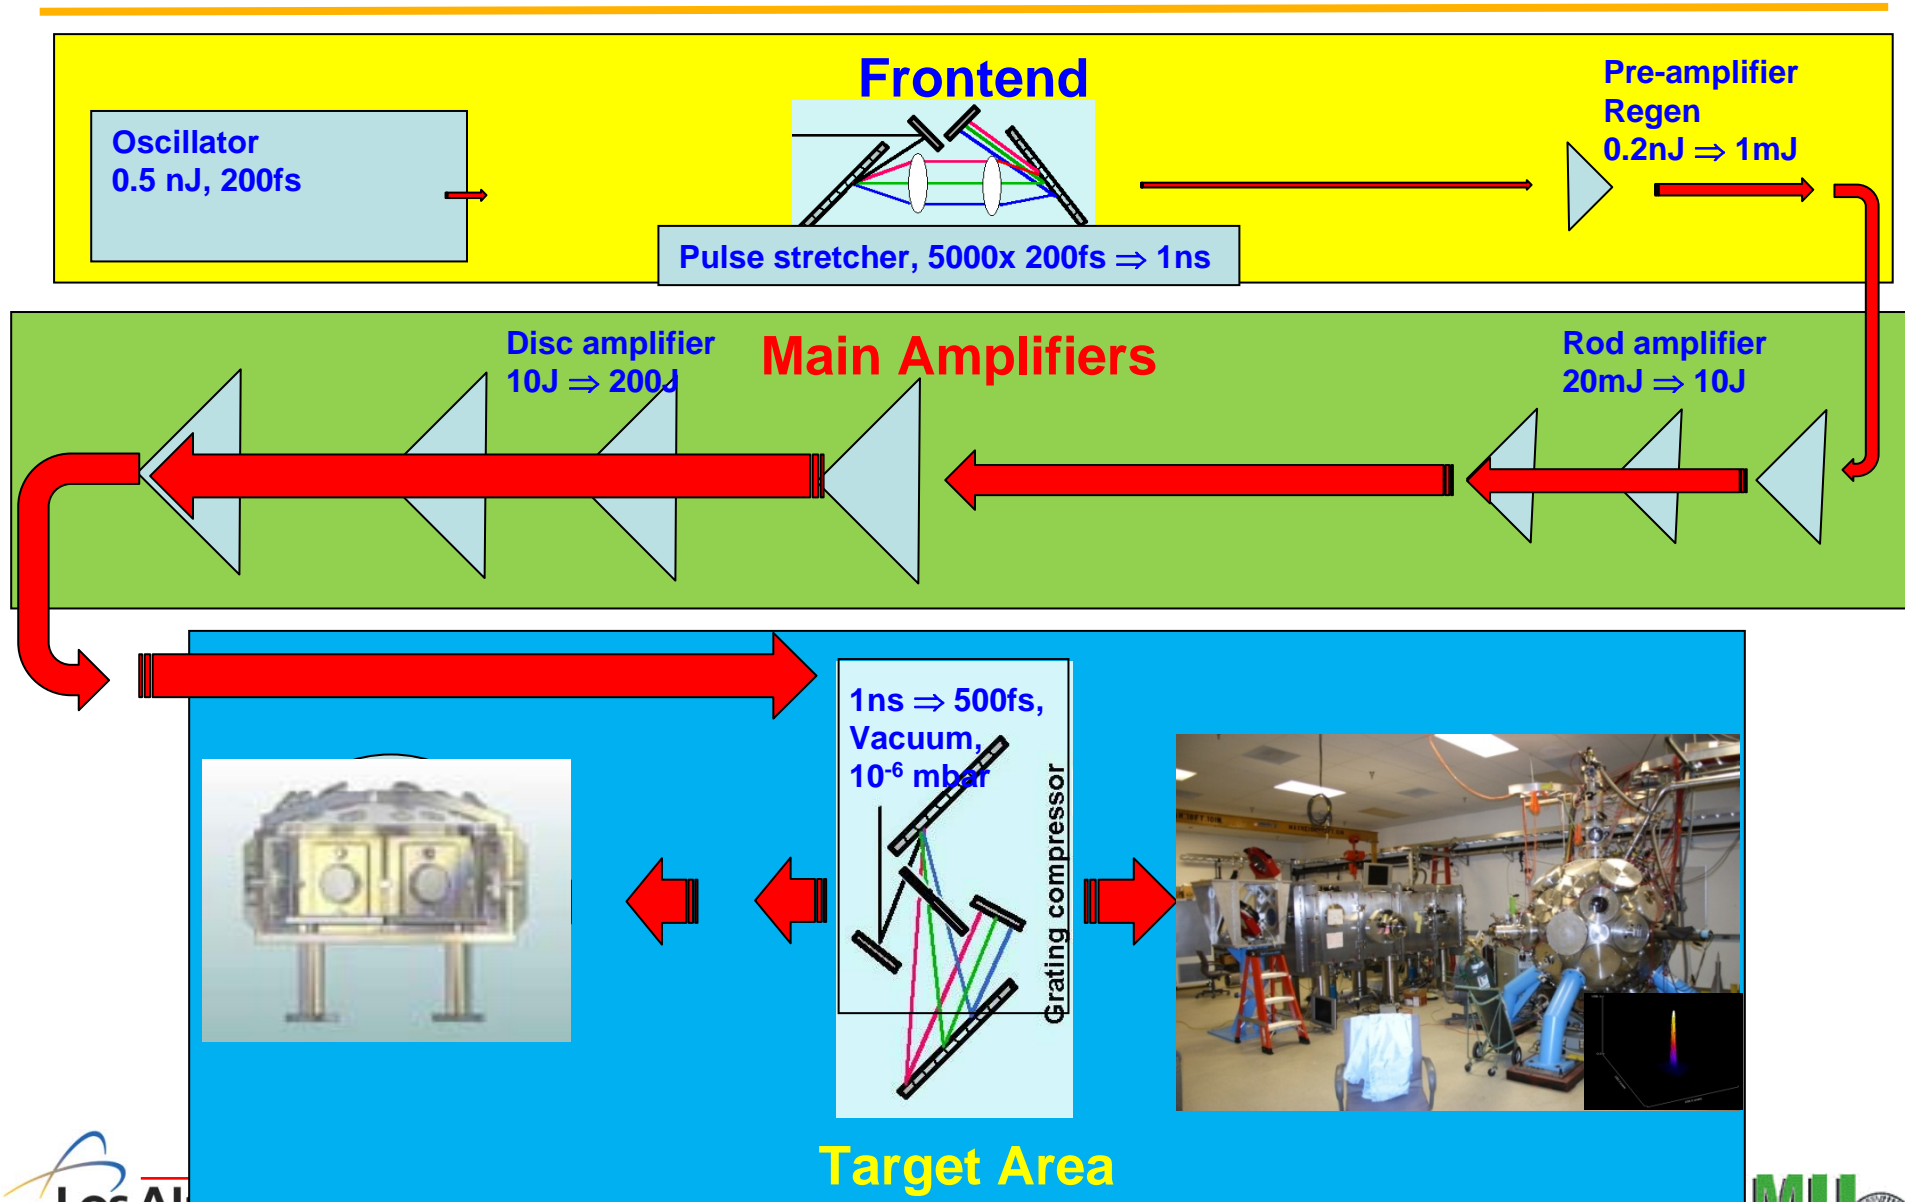 Frontend
Oscillator
0.5 nJ, 200fs
Pulse stretcher, 5000x 200fs ⇒ 1ns
Pre-amplifier
Regen
0.2nJ ⇒ 1mJ
Main Amplifiers
Disc amplifier
10J ⇒ 200J
Rod amplifier
20mJ ⇒ 10J
1ns ⇒ 500fs,
Vacuum,
10⁻⁶ mbar
Grating compressor
Target Area
Los